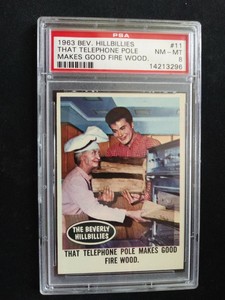 PSA
1963 BEV. HILLBILLIES #11
THAT TELEPHONE POLE NM-MT
MAKES GOOD FIRE WOOD. 8
14213296
THE BEVERLY
HILLBILLIES
THAT TELEPHONE POLE MAKES GOOD
FIRE WOOD.